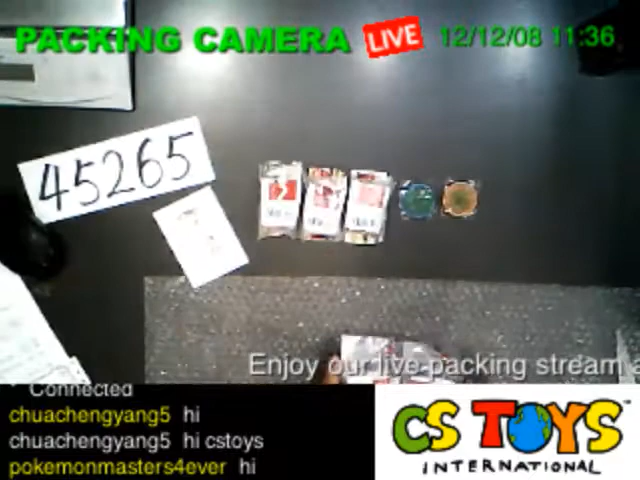 PACKING CAMERA LIVE 12/12/08 11:36
45265
Enjoy our live packing stream a
* Connected
chuachengyang5 hi
chuachengyang5 hi cstoys
pokemonmasters4ever hi
CS TOYS™
INTERNATIONAL